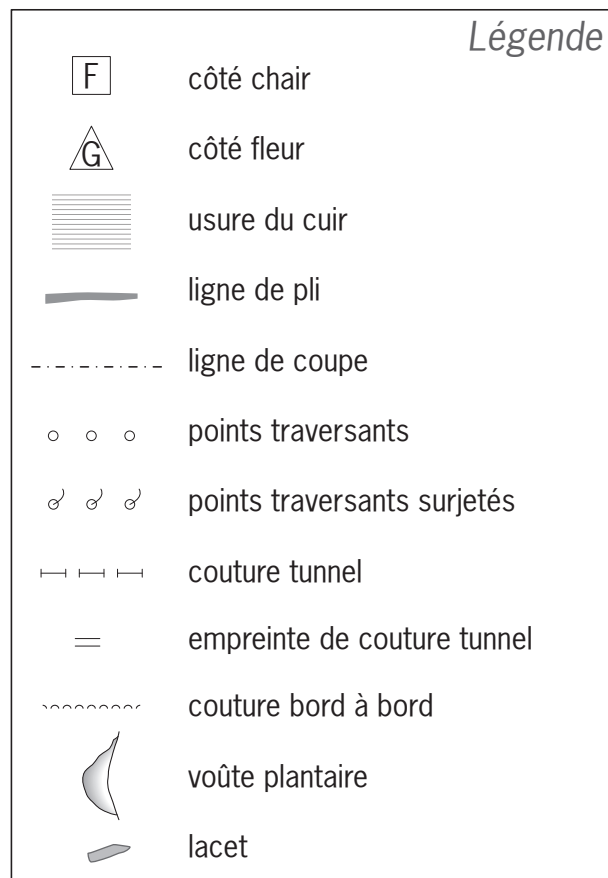 Légende
F côté chair
G côté fleur
usure du cuir
ligne de pli
ligne de coupe
points traversants
points traversants surjetés
couture tunnel
empreinte de couture tunnel
couture bord à bord
voûte plantaire
lacet